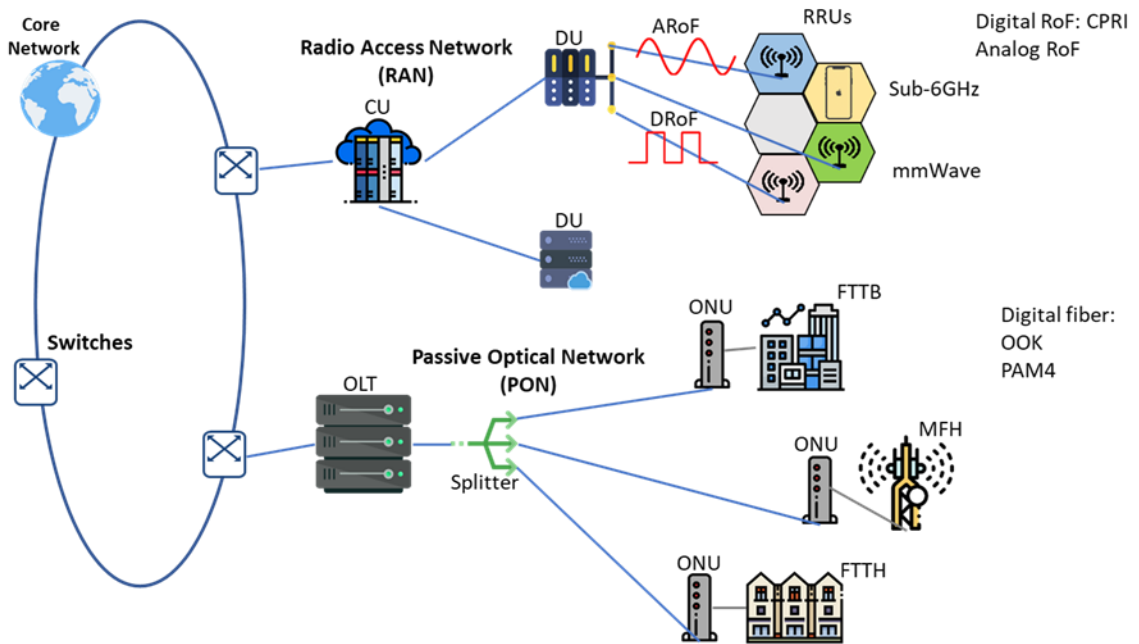 Core
Network
Radio Access Network
(RAN)
CU
DU
ARoF
DRoF
RRUs
Digital RoF: CPRI
Analog RoF
Sub-6GHz
mmWave
DU
Switches
Passive Optical Network
(PON)
OLT
Splitter
ONU
FTTB
Digital fiber:
OOK
PAM4
ONU
MFH
ONU
FTTH